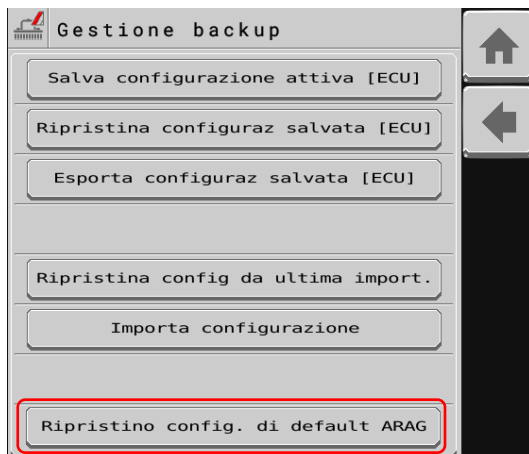 Gestione backup
Salva configurazione attiva [ECU]
Ripristina configuraz salvata [ECU]
Esporta configuraz salvata [ECU]
Ripristina config da ultima import.
Importa configurazione
Ripristino config. di default ARAG